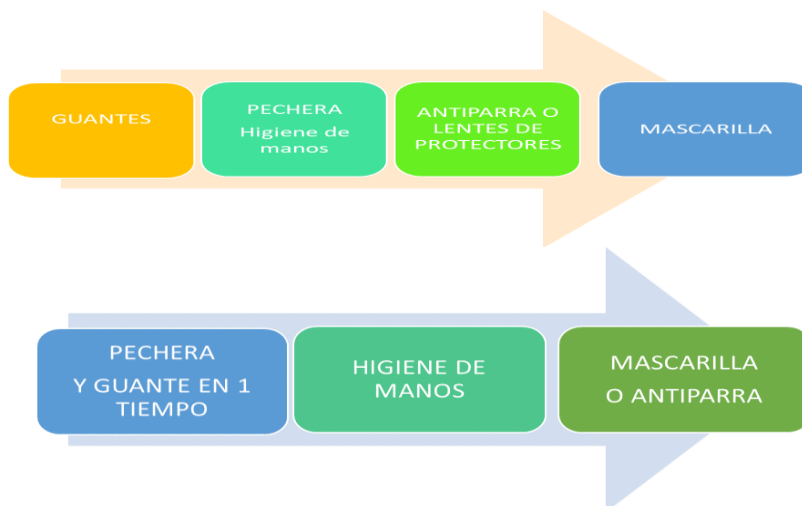 GUANTES
PECHERA
Higiene de
manos
ANTIPARRA O
LENTES DE
PROTECTORES
MASCARILLA
PECHERA
Y GUANTE EN 1
TIEMPO
HIGIENE DE
MANOS
MASCARILLA
O ANTIPARRA